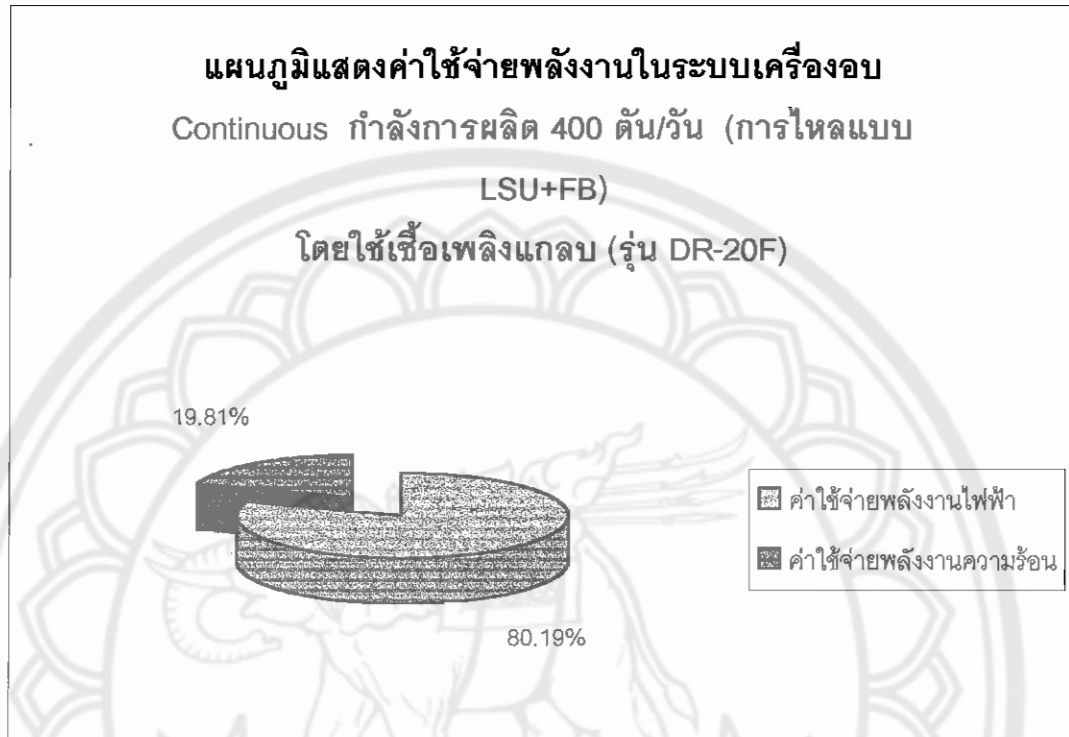 แผนภูมิแสดงค่าใช้จ่ายพลังงานในระบบเครื่องอบ
Continuous กำลังการผลิต 400 ตัน/วัน (การไหลแบบ
LSU+FB)
โดยใช้เชื้อเพลิงแกลบ (รุ่น DR-20F)
19.81%
ค่าใช้จ่ายพลังงานไฟฟ้า
ค่าใช้จ่ายพลังงานความร้อน
80.19%